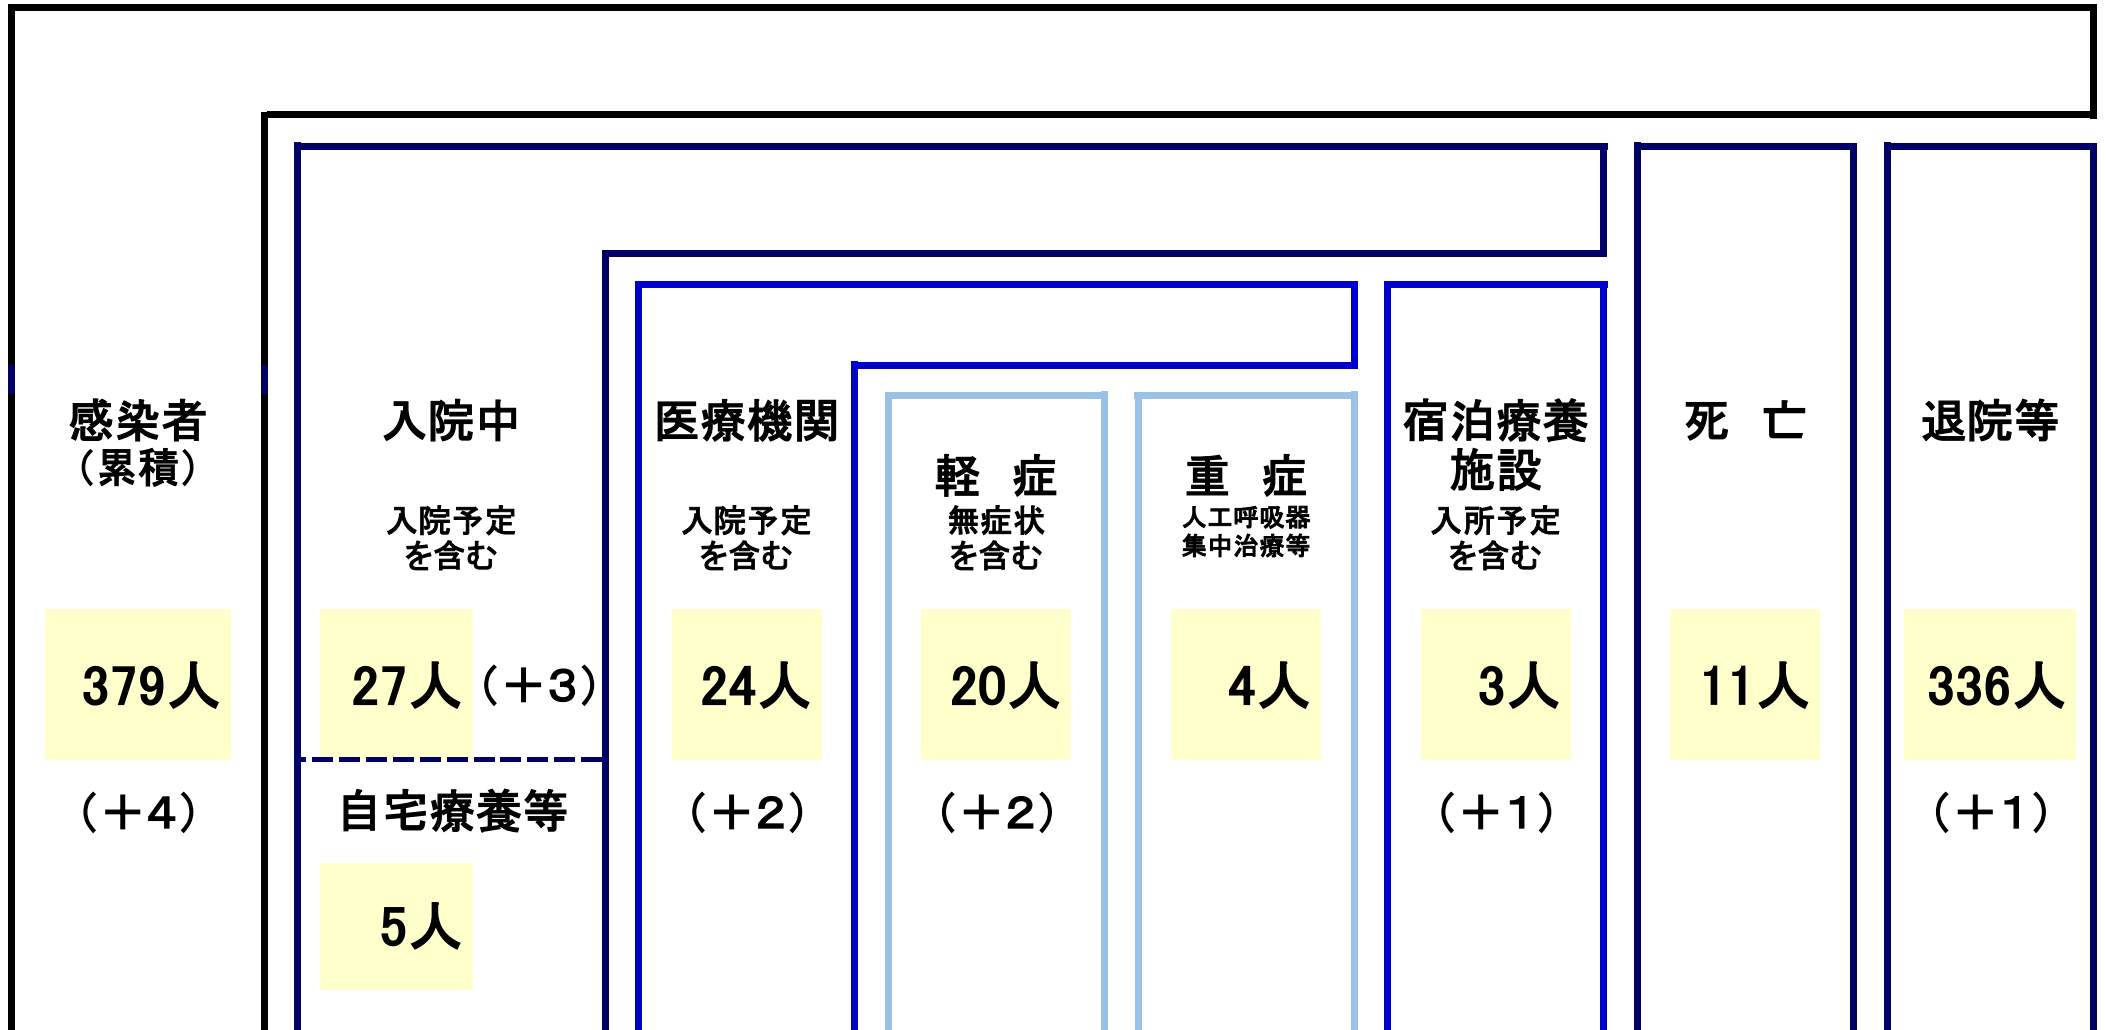 感染者
（累積）
379人
（＋4）
入院中
入院予定
を含む
27人（＋3）
自宅療養等
5人
医療機関
入院予定
を含む
24人
（＋2）
軽　症
無症状
を含む
20人
（＋2）
重　症
人工呼吸器
集中治療等
4人
宿泊療養
施設
入所予定
を含む
3人
（＋1）
死　亡
11人
退院等
336人
（＋1）